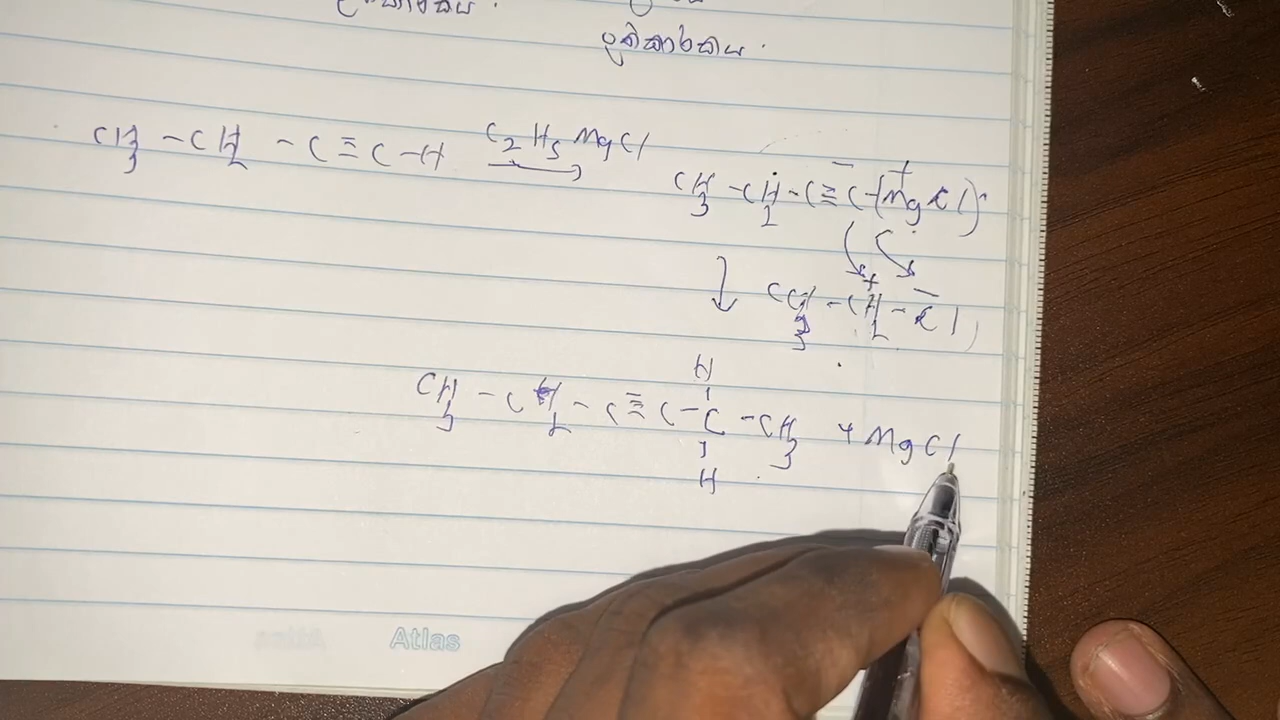 ප්‍රතිකාරකය.
CH3 – CH2 – C ≡ C – H C2H5MgCl →
CH3 – CH2 – C ≡ C⁻ – (MgCl)⁺
↓ CH3 – CH2⁺ – Cl⁻
H
CH3 – CH2 – C ≡ C – C – CH3 + MgCl
H
Atlas